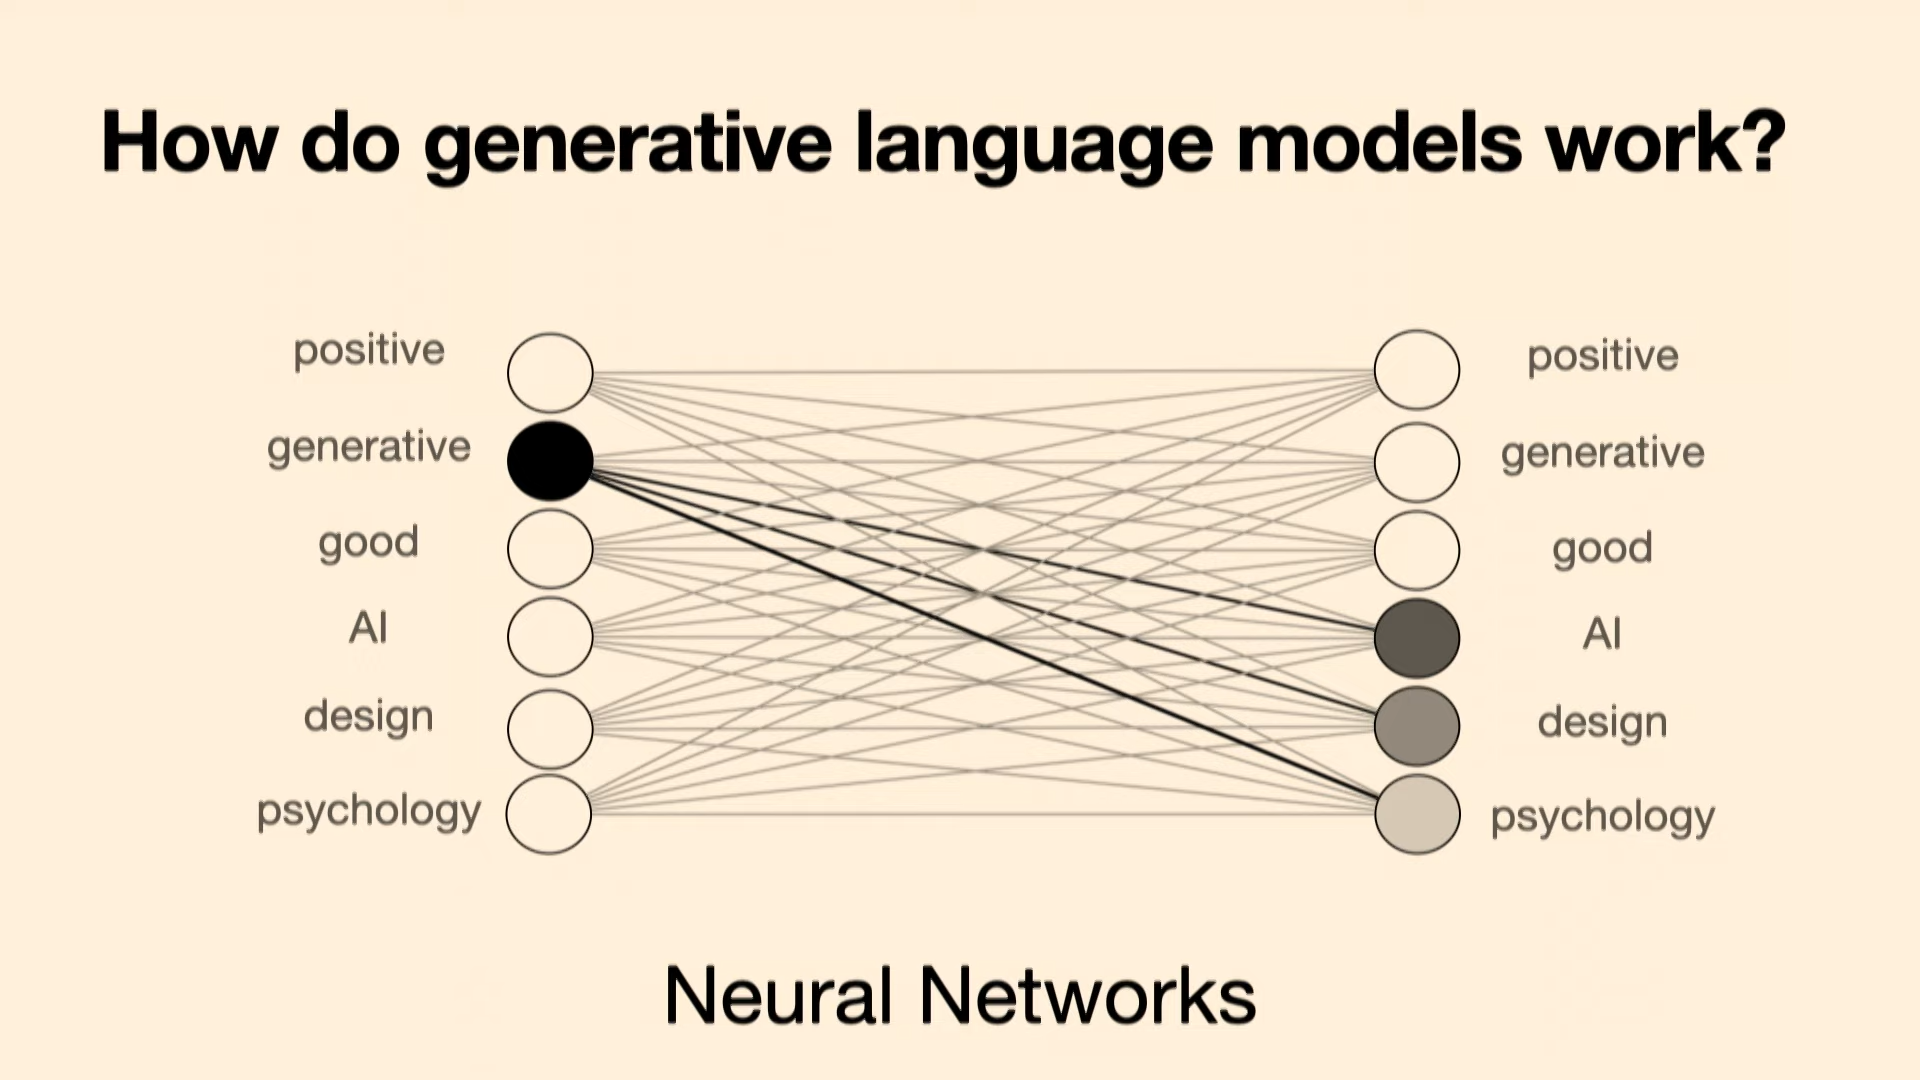 How do generative language models work?
positive
positive
generative
generative
good
good
AI
AI
design
design
psychology
psychology
Neural Networks